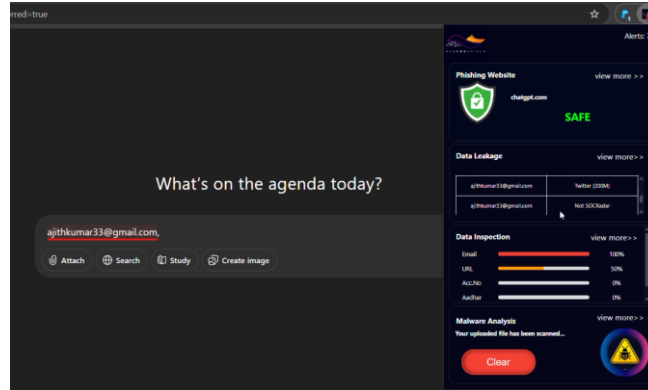 erred=true
Alerts:
Phishing Website
view more >>
chatgpt.com
SAFE
Data Leakage
view more>>
ajithkumar33@gmail.com
Twitter (200M)
ajithkumar33@gmail.com
Not SOCRadar
What's on the agenda today?
ajithkumar33@gmail.com,
Attach
Search
Study
Create image
Data Inspection
view more>>
Email
100%
URL
50%
Acc.No
0%
Aadhar
0%
Malware Analysis
view more>>
Your uploaded file has been scanned...
Clear